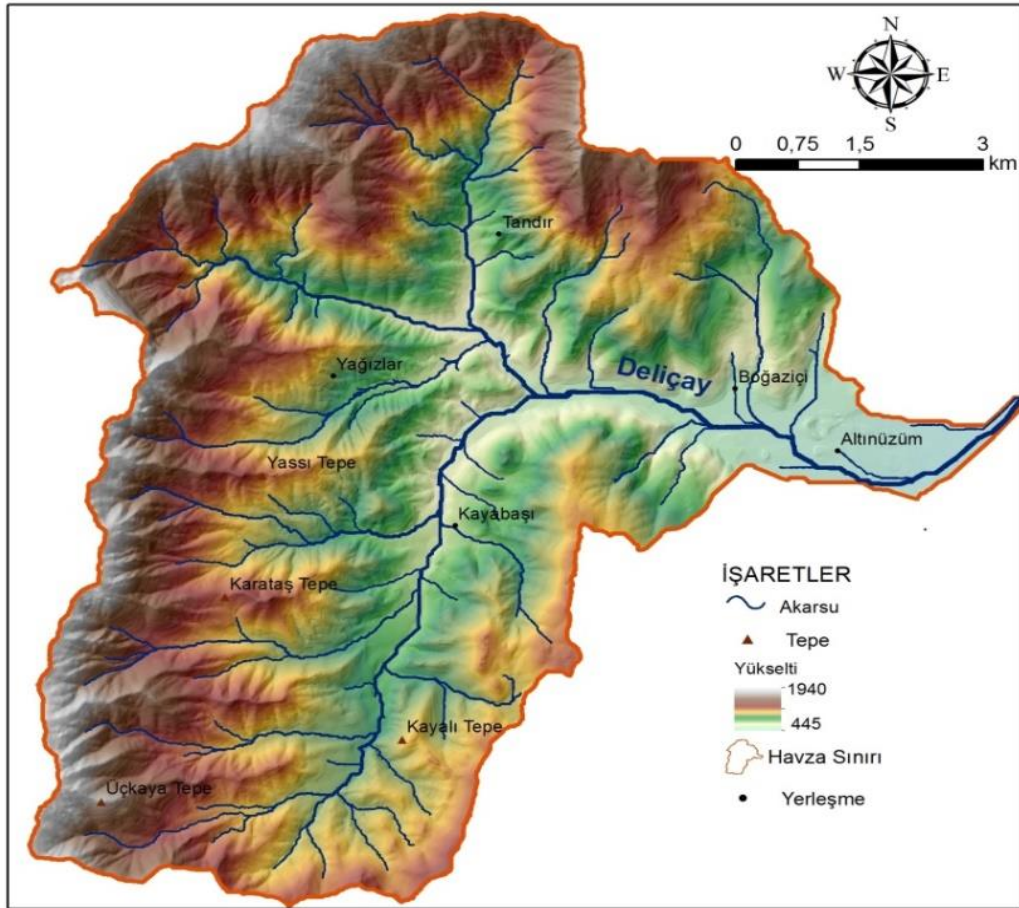 N
W E
S
0 0,75 1,5 3
km
Tandır
Yağızlar
Deliçay
Boğaziçi
Altınüzüm
Yassı Tepe
Kayabaşı
Karataş Tepe
Kayalı Tepe
Üçkaya Tepe
İŞARETLER
Akarsu
Tepe
Yükselti
1940
445
Havza Sınırı
Yerleşme